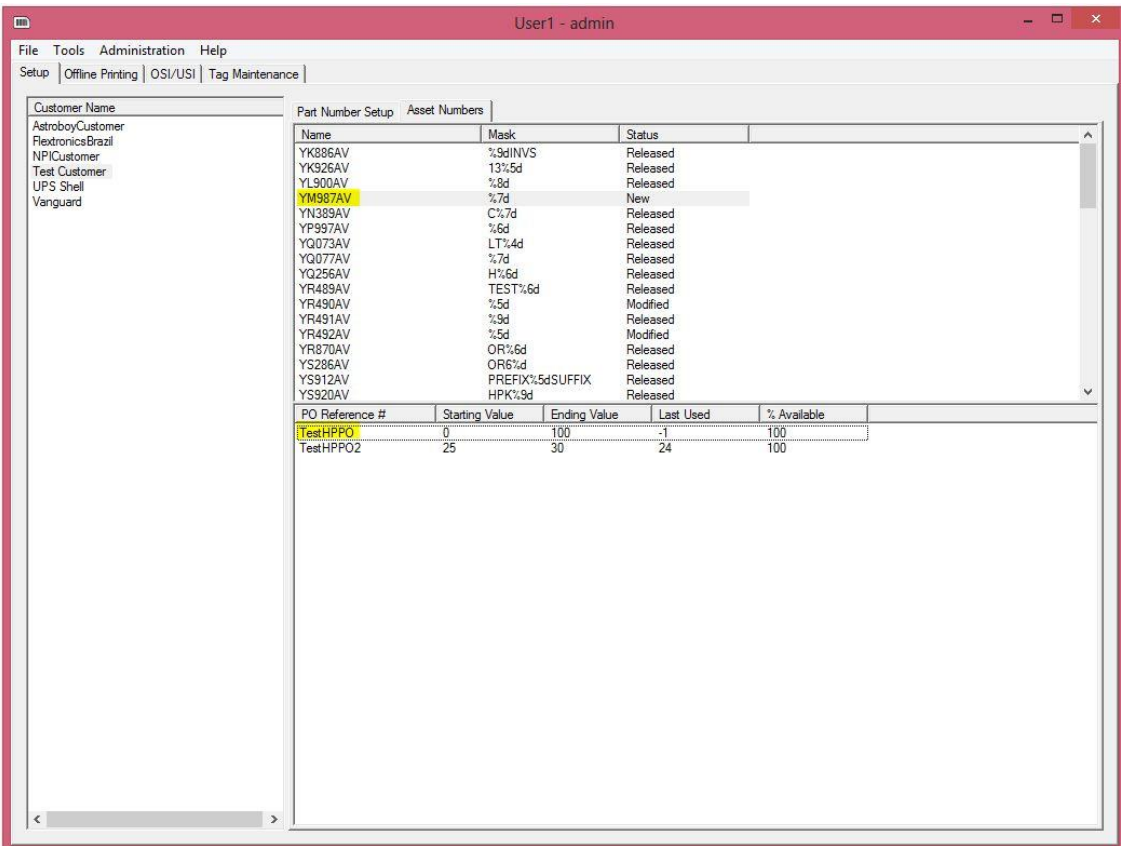 User1 - admin
File Tools Administration Help
Setup Offline Printing OSI/USI Tag Maintenance
Customer Name
AstroboyCustomer
FlextronicsBrazil
NPICustomer
Test Customer
UPS Shell
Vanguard
Part Number Setup Asset Numbers
Name Mask Status
YK886AV %9dINVS Released
YK926AV 13%5d Released
YL900AV %8d Released
YM987AV %7d New
YN389AV C%7d Released
YP997AV %6d Released
YQ073AV LT%4d Released
YQ077AV %7d Released
YQ256AV H%6d Released
YR489AV TEST%6d Released
YR490AV %5d Modified
YR491AV %9d Released
YR492AV %5d Modified
YR870AV OR%6d Released
YS286AV OR6%d Released
YS912AV PREFIX%5dSUFFIX Released
YS920AV HPK%9d Released
PO Reference # Starting Value Ending Value Last Used % Available
TestHPPO 0 100 -1 100
TestHPPO2 25 30 24 100